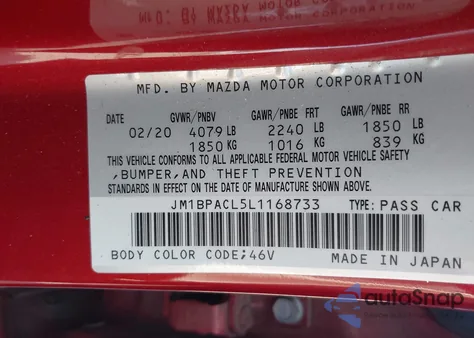 MFD. BY MAZDA MOTOR CORPORATION
DATE GVWR/PNBV GAWR/PNBE FRT GAWR/PNBE RR
02/20 4079 LB 2240 LB 1850 LB
1850 KG 1016 KG 839 KG
THIS VEHICLE CONFORMS TO ALL APPLICABLE FEDERAL MOTOR VEHICLE SAFETY
,BUMPER,AND THEFT PREVENTION
STANDARDS IN EFFECT ON THE DATE OF MANUFACTURE SHOWN ABOVE.
JM1BPACL5L1168733 TYPE: PASS CAR
BODY COLOR CODE;46V
MADE IN JAPAN
autoSnap